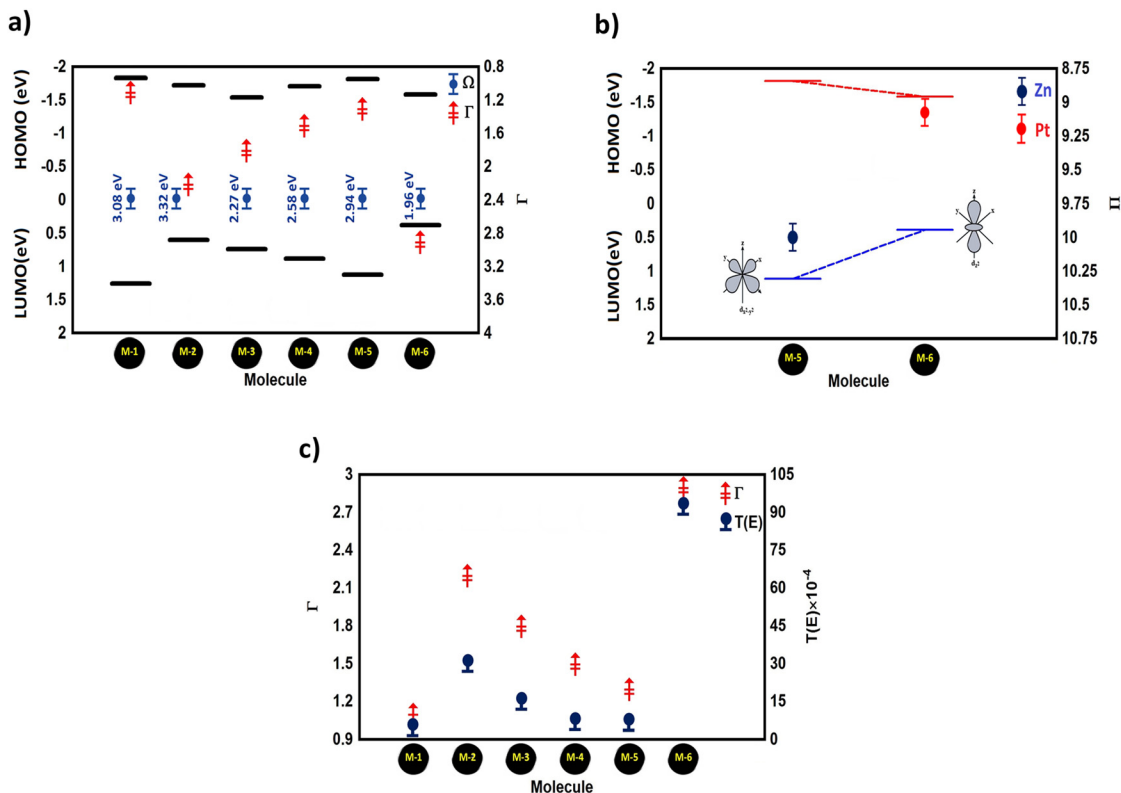 a)
HOMO (eV)
LUMO(eV)
-2
-1.5
-1
-0.5
0
0.5
1
1.5
2
3.08 eV
3.32 eV
2.27 eV
2.58 eV
2.94 eV
1.96 eV
Ω
Γ
0.8
1.2
1.6
2
2.4
2.8
3.2
3.6
4
Γ
M-1 M-2 M-3 M-4 M-5 M-6
Molecule
b)
HOMO (eV)
LUMO(eV)
-2
-1.5
-1
-0.5
0
0.5
1
1.5
2
Zn
Pt
z
y
x
z
y
x
8.75
9
9.25
9.5
9.75
10
10.25
10.5
10.75
Π
M-5 M-6
Molecule
c)
Γ
3
2.7
2.4
2.1
1.8
1.5
1.2
0.9
Γ
T(E)
105
90
75
60
45
30
15
0
T(E)×10⁻⁴
M-1 M-2 M-3 M-4 M-5 M-6
Molecule